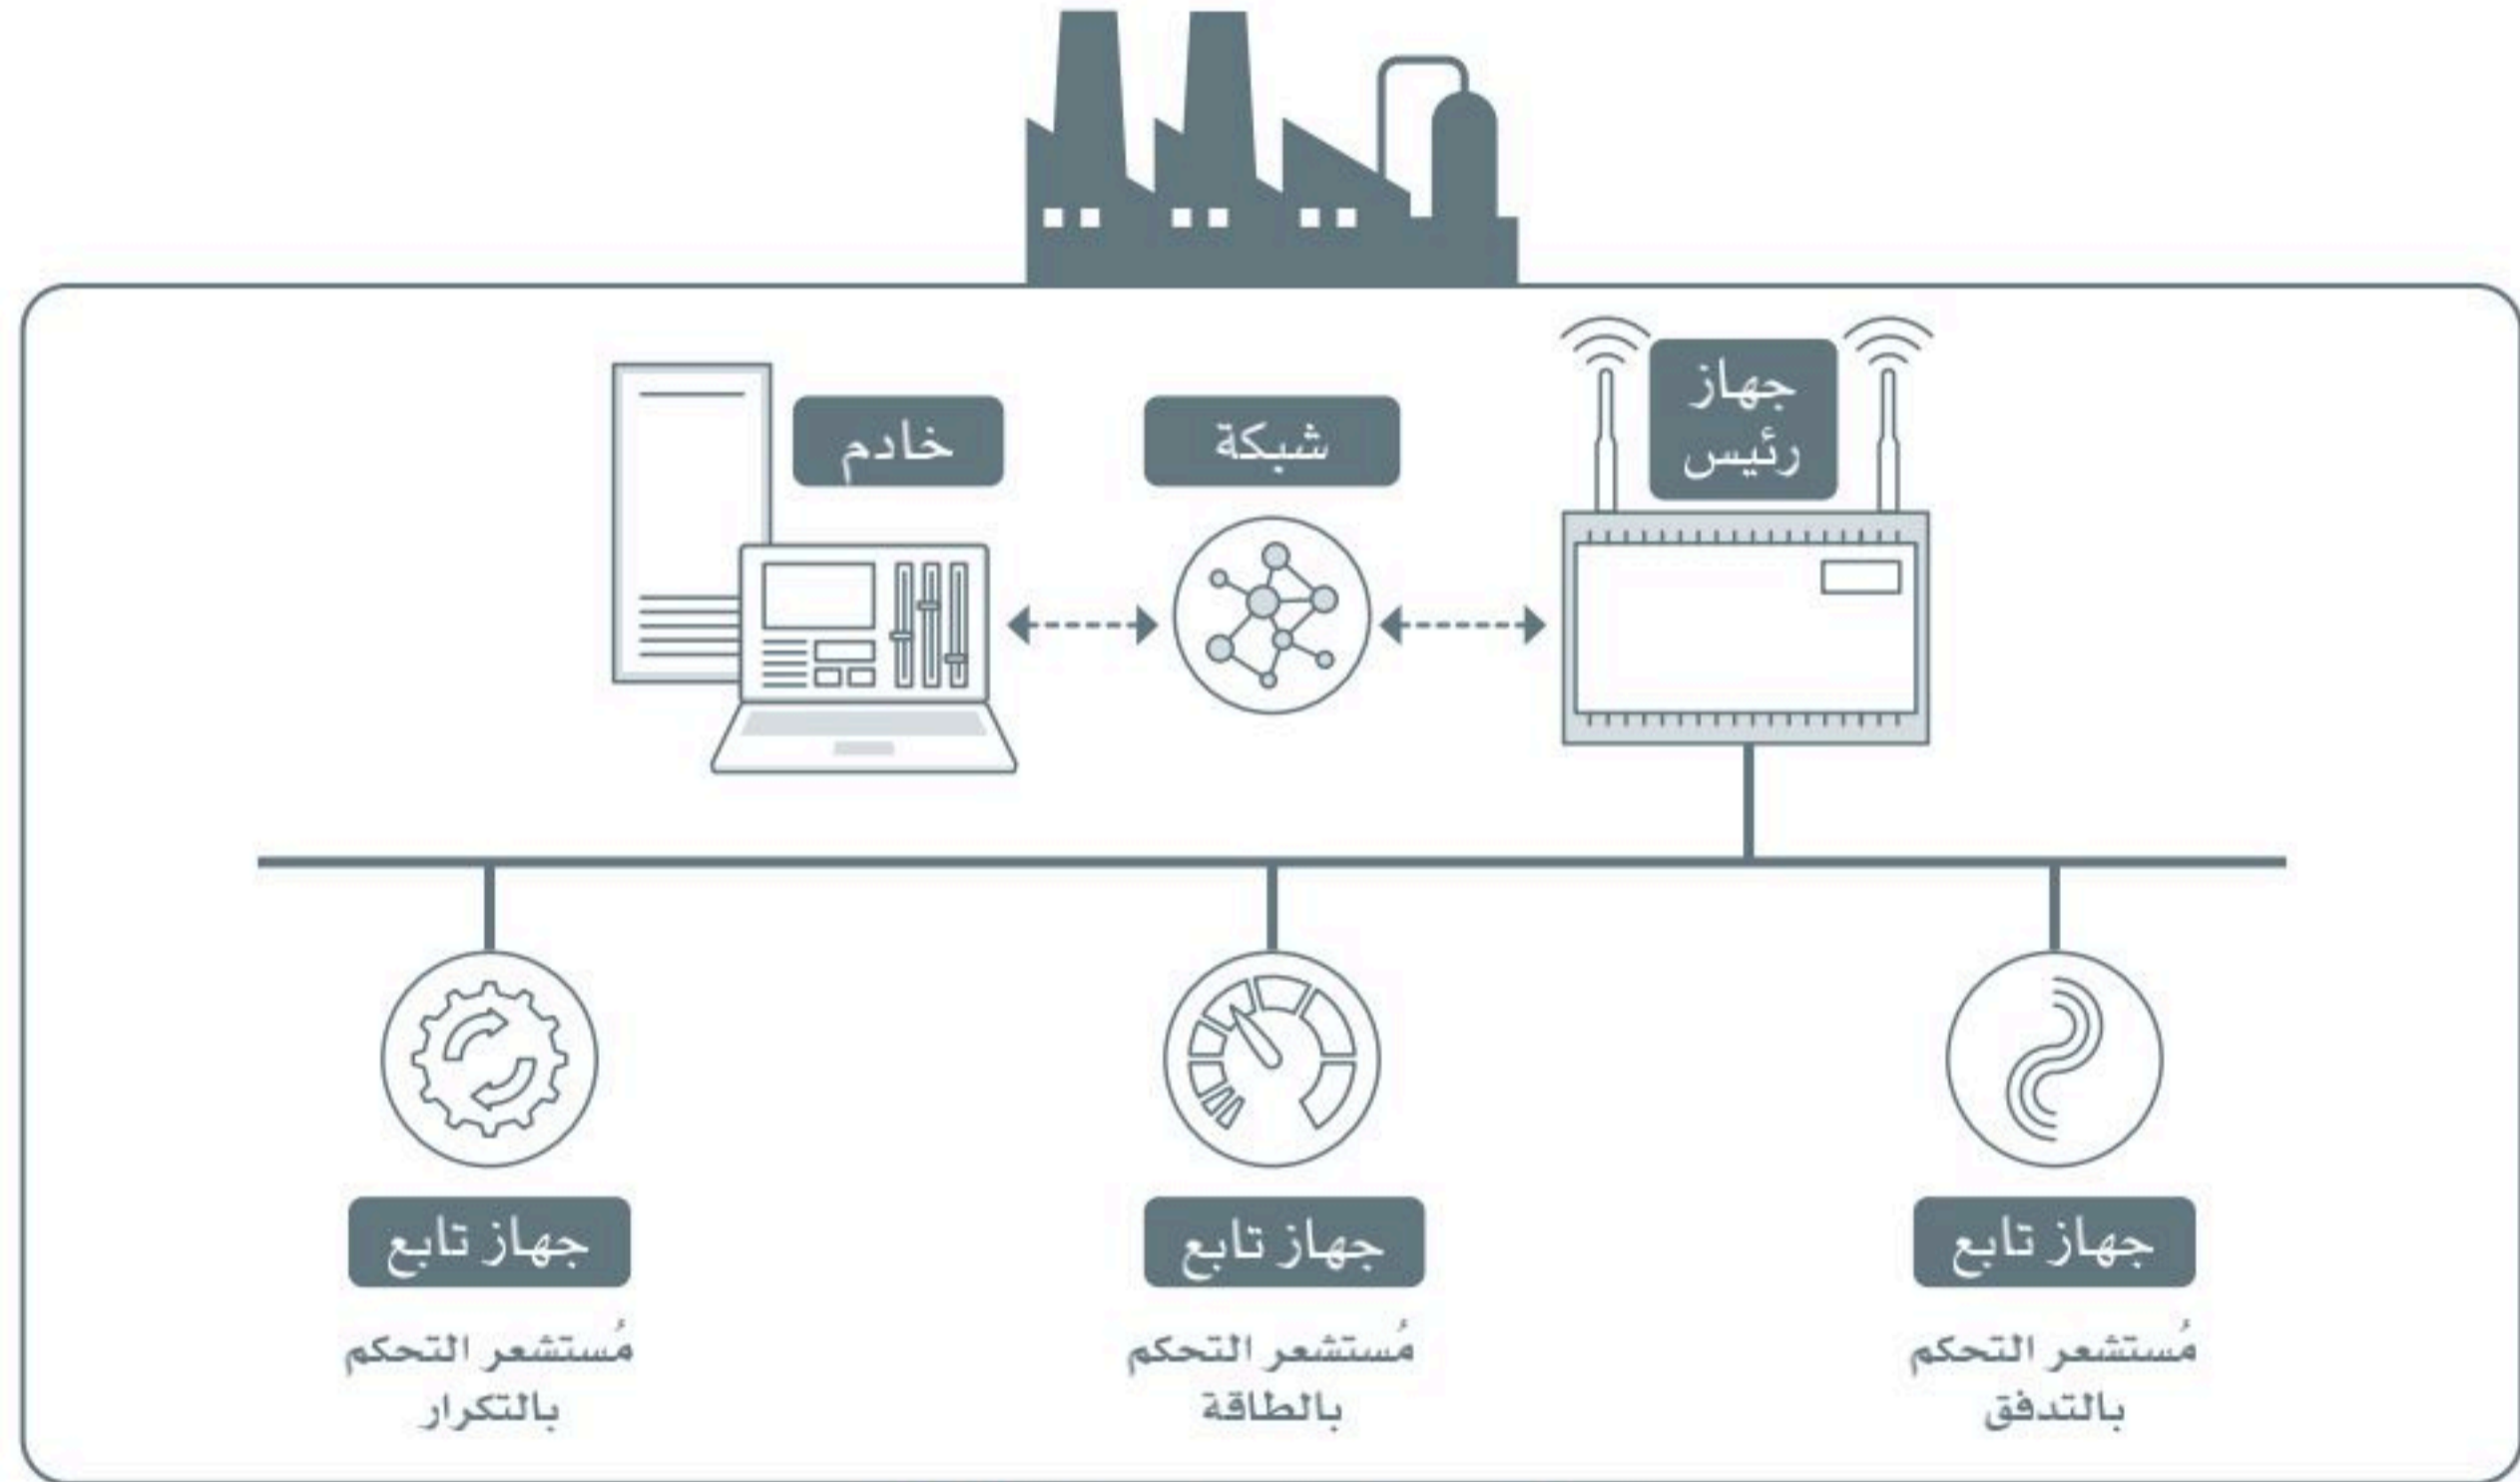 جهاز
رئيس
شبكة
خادم
جهاز تابع
مُستشعر التحكم
بالتدفق
جهاز تابع
مُستشعر التحكم
بالطاقة
جهاز تابع
مُستشعر التحكم
بالتكرار